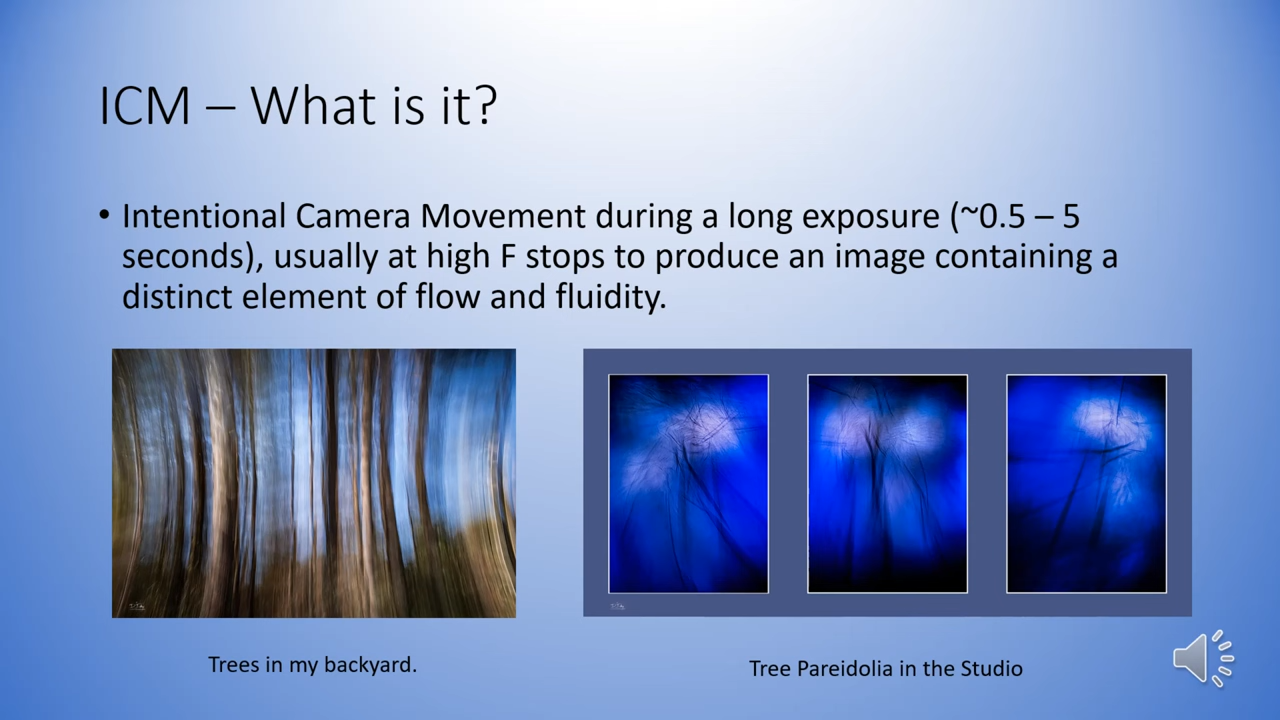 ICM – What is it?
• Intentional Camera Movement during a long exposure (~0.5 – 5
seconds), usually at high F stops to produce an image containing a
distinct element of flow and fluidity.
Trees in my backyard.
Tree Pareidolia in the Studio